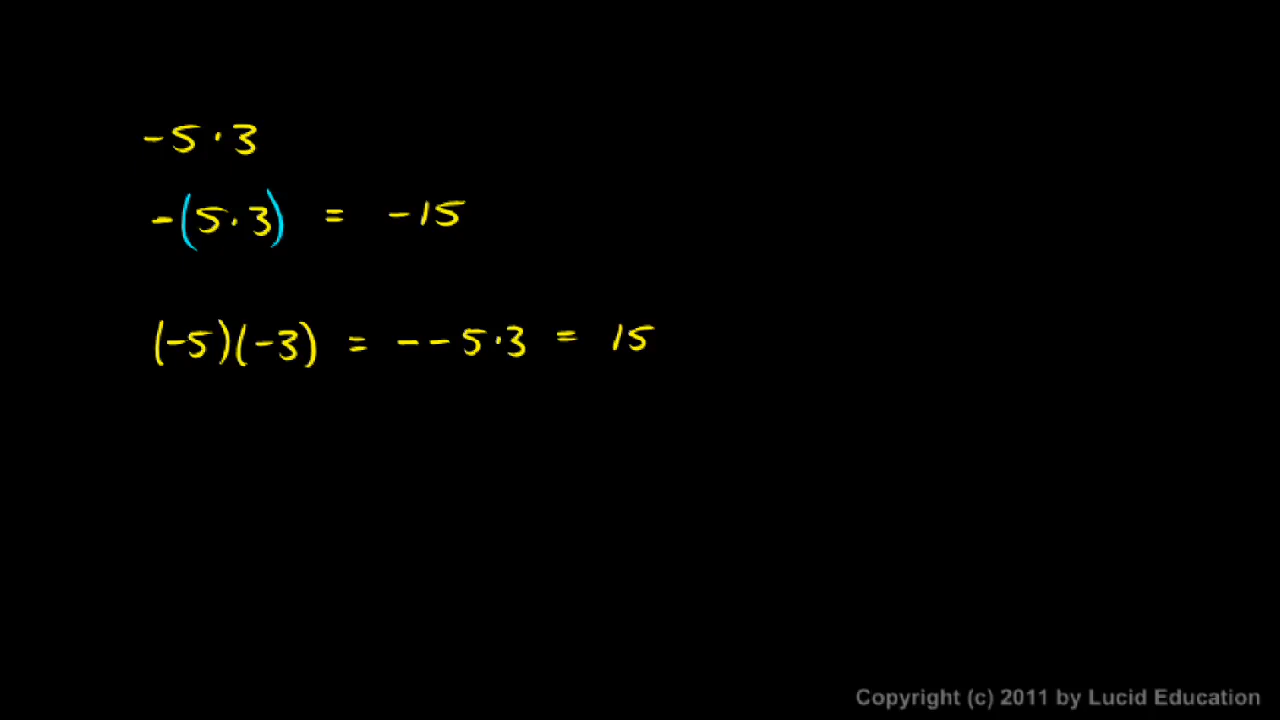 -5·3
-(5·3) = -15
(-5)(-3) = --5·3 = 15
Copyright (c) 2011 by Lucid Education